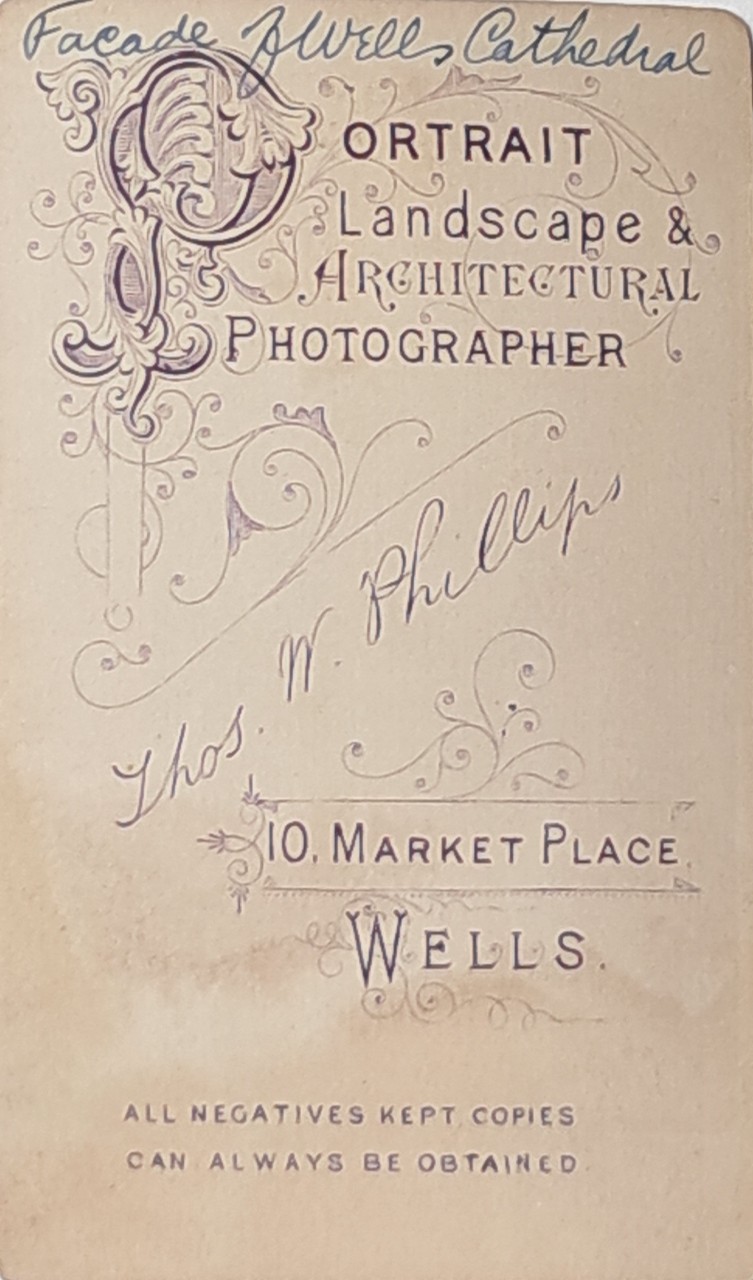 Facade of Wells Cathedral
PORTRAIT
Landscape &
ARCHITECTURAL
PHOTOGRAPHER
Thos. W. Phillips
10, MARKET PLACE.
WELLS.
ALL NEGATIVES KEPT COPIES
CAN ALWAYS BE OBTAINED.